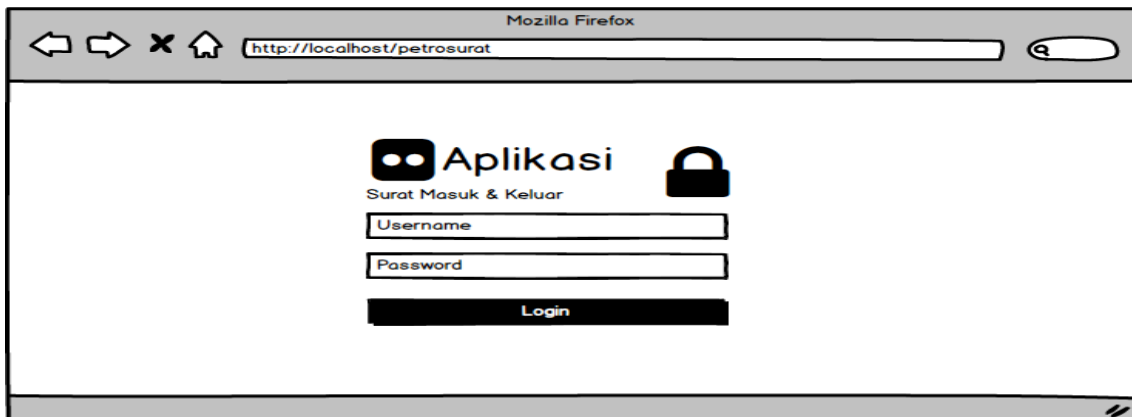 Mozilla Firefox
http://localhost/petrosurat
Aplikasi
Surat Masuk & Keluar
Username
Password
Login